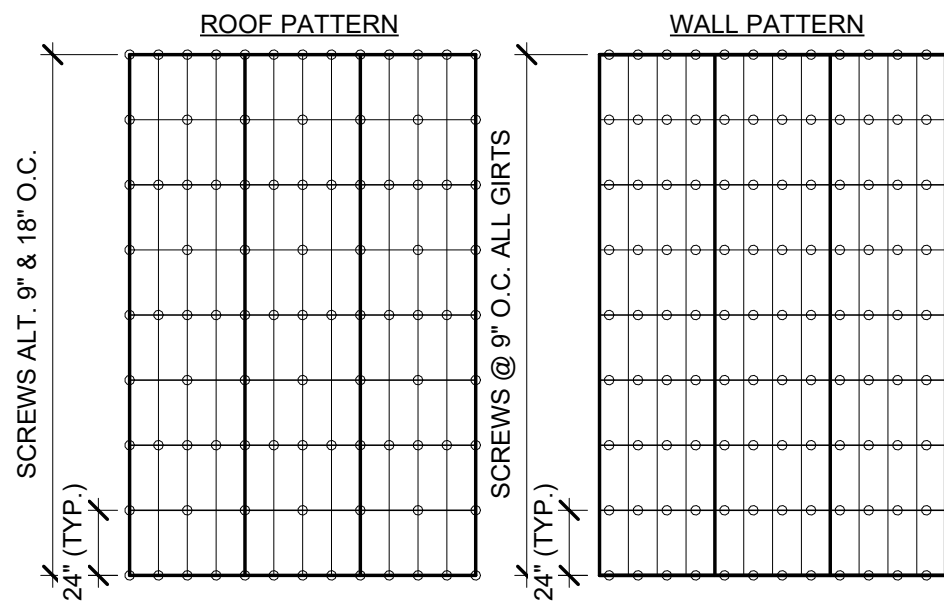 ROOF PATTERN
WALL PATTERN
SCREWS ALT. 9" & 18" O.C.
24" (TYP.)
SCREWS @ 9" O.C. ALL GIRTS
24" (TYP.)